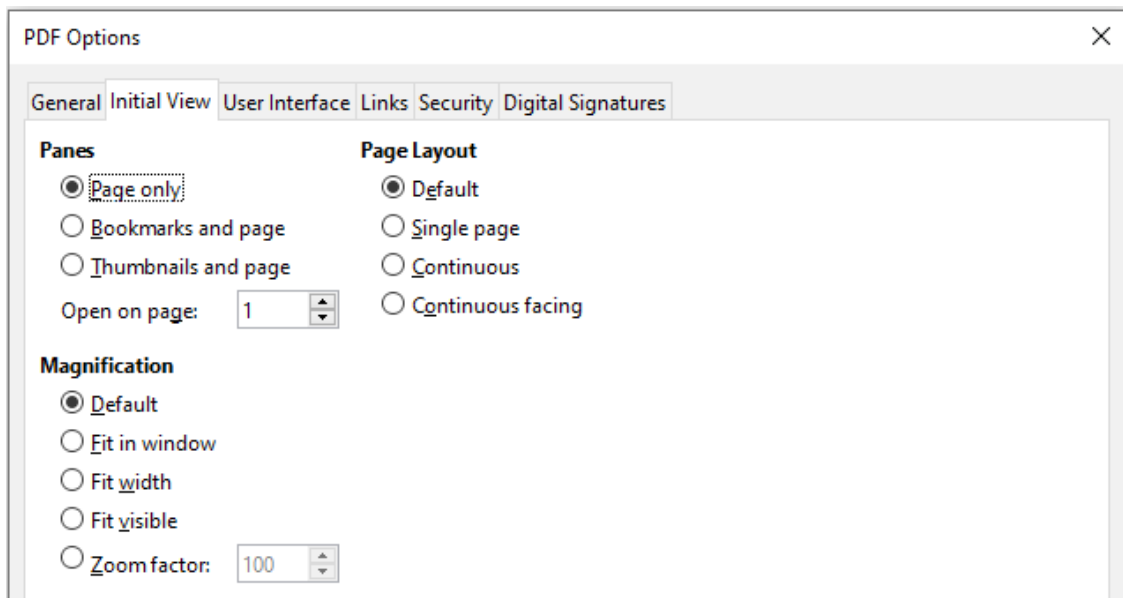 PDF Options
General Initial View User Interface Links Security Digital Signatures
Panes
Page only
Bookmarks and page
Thumbnails and page
Open on page: 1
Page Layout
Default
Single page
Continuous
Continuous facing
Magnification
Default
Fit in window
Fit width
Fit visible
Zoom factor: 100